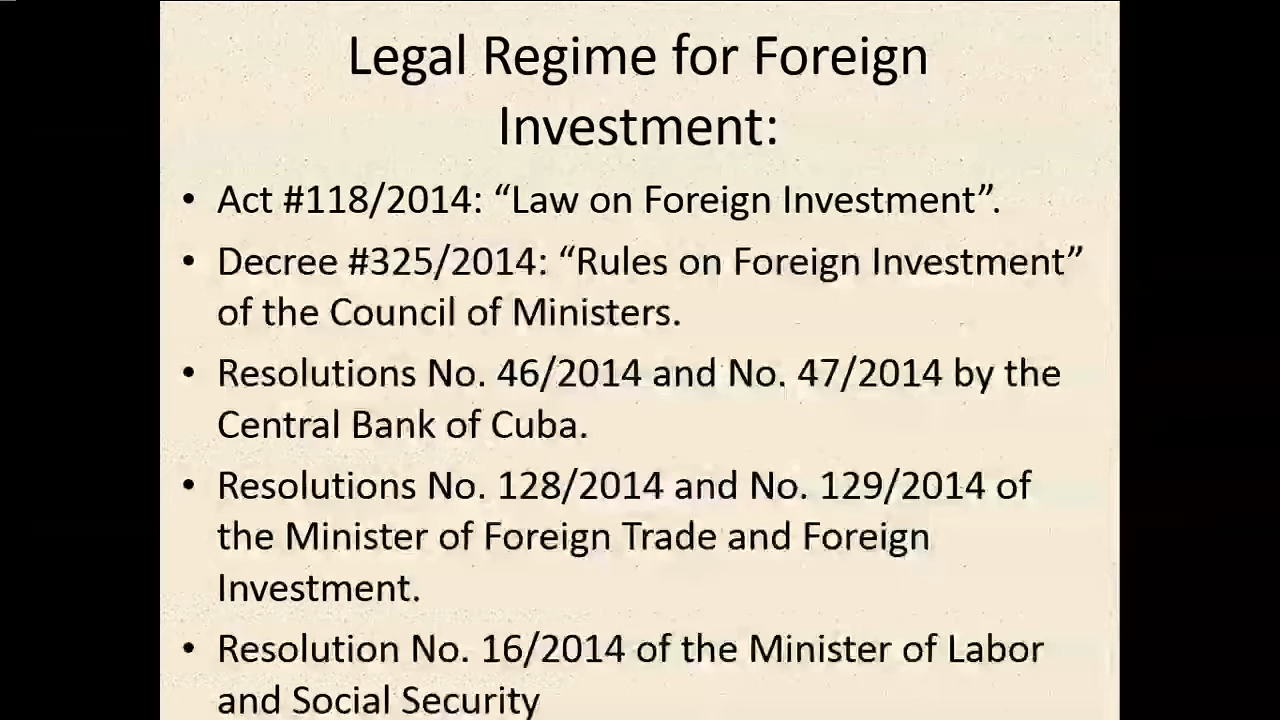 Legal Regime for Foreign
Investment:
• Act #118/2014: “Law on Foreign Investment”.
• Decree #325/2014: “Rules on Foreign Investment”
of the Council of Ministers.
• Resolutions No. 46/2014 and No. 47/2014 by the
Central Bank of Cuba.
• Resolutions No. 128/2014 and No. 129/2014 of
the Minister of Foreign Trade and Foreign
Investment.
• Resolution No. 16/2014 of the Minister of Labor
and Social Security